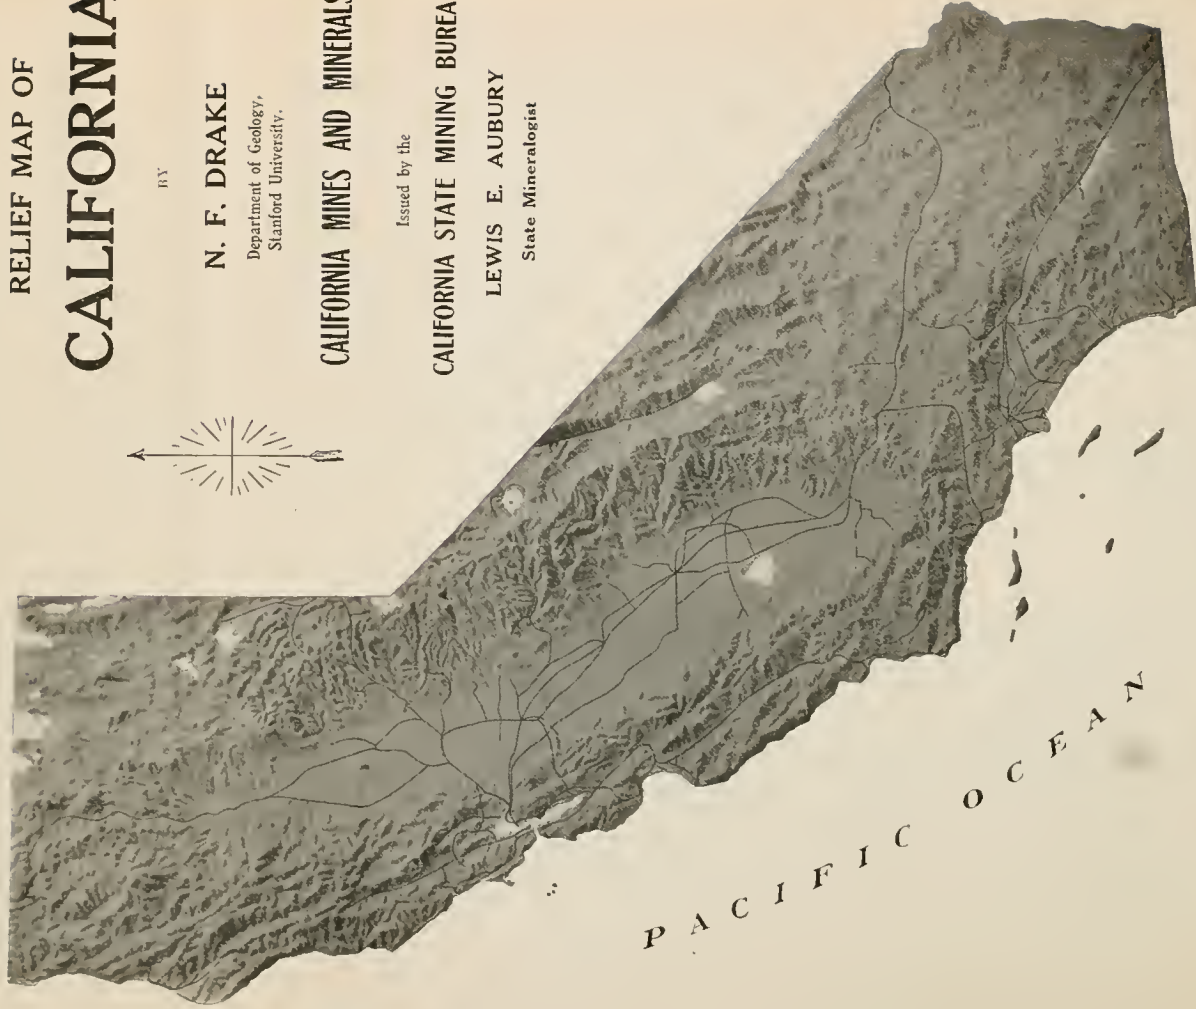 RELIEF MAP OF
CALIFORNIA
BY
N. F. DRAKE
Department of Geology,
Stanford University.
CALIFORNIA MINES AND MINERALS
Issued by the
CALIFORNIA STATE MINING BUREA
LEWIS E. AUBURY
State Mineralogist
PACIFIC OCEAN